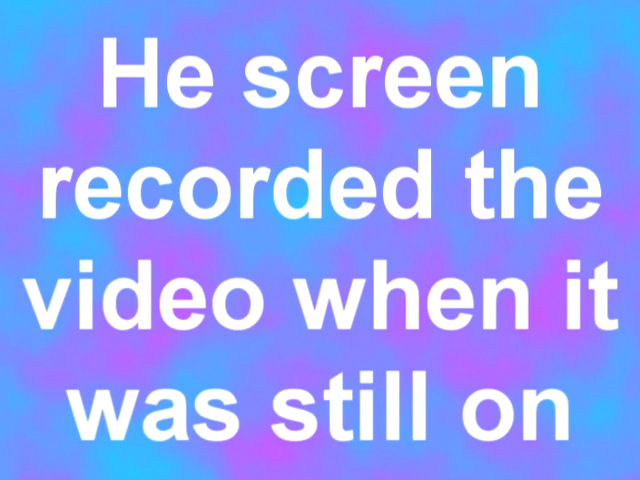 He screen
recorded the
video when it
was still on